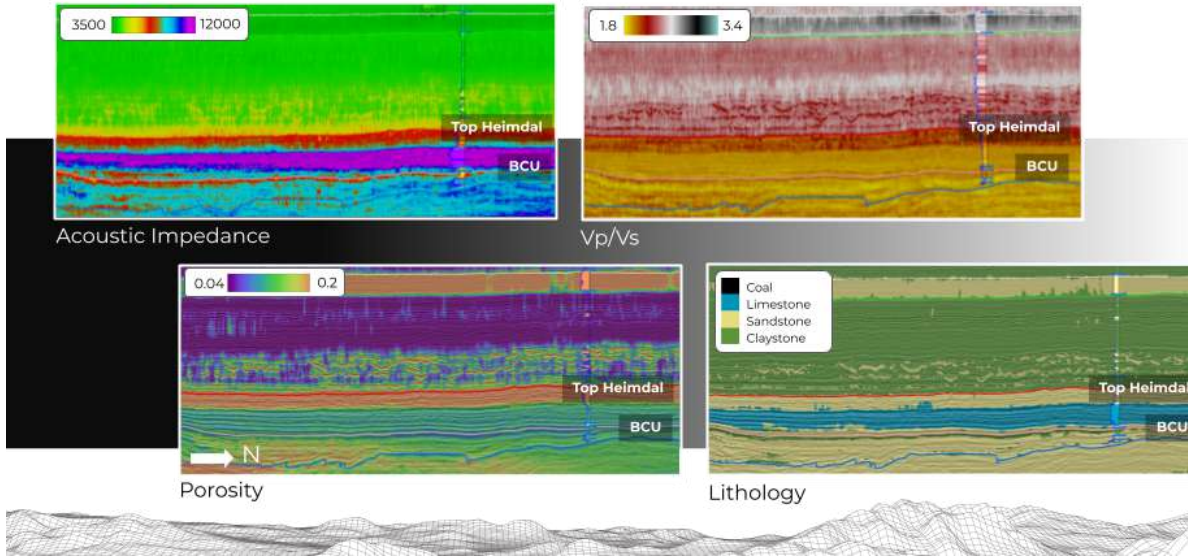 3500 12000
Top Heimdal
BCU
Acoustic Impedance
1.8 3.4
Top Heimdal
BCU
Vp/Vs
0.04 0.2
Top Heimdal
BCU
N
Porosity
Coal
Limestone
Sandstone
Claystone
Top Heimdal
BCU
Lithology